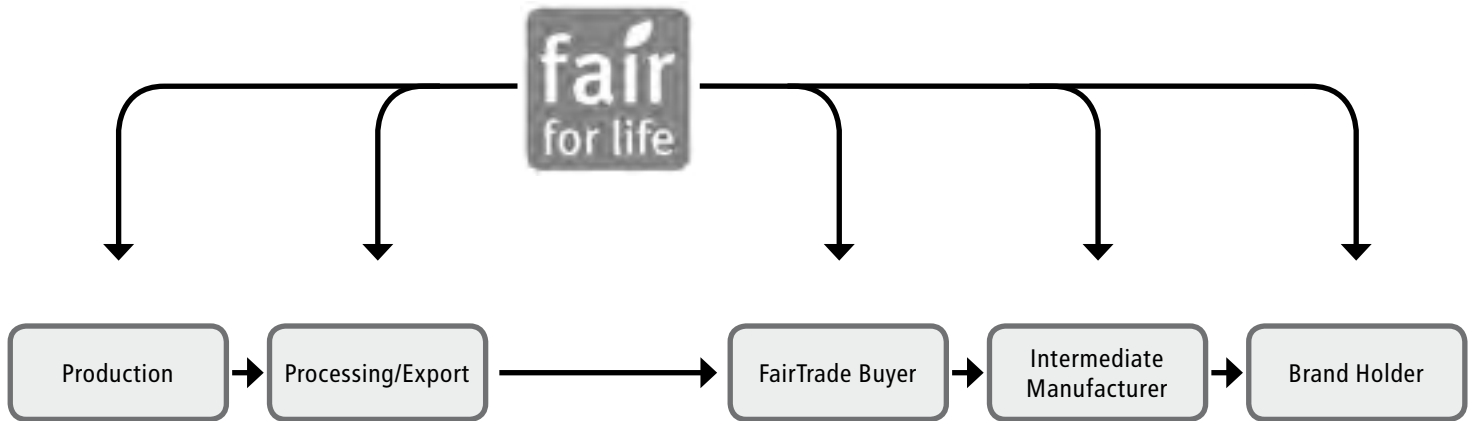 fair
for life
Production
Processing/Export
FairTrade Buyer
Intermediate
Manufacturer
Brand Holder